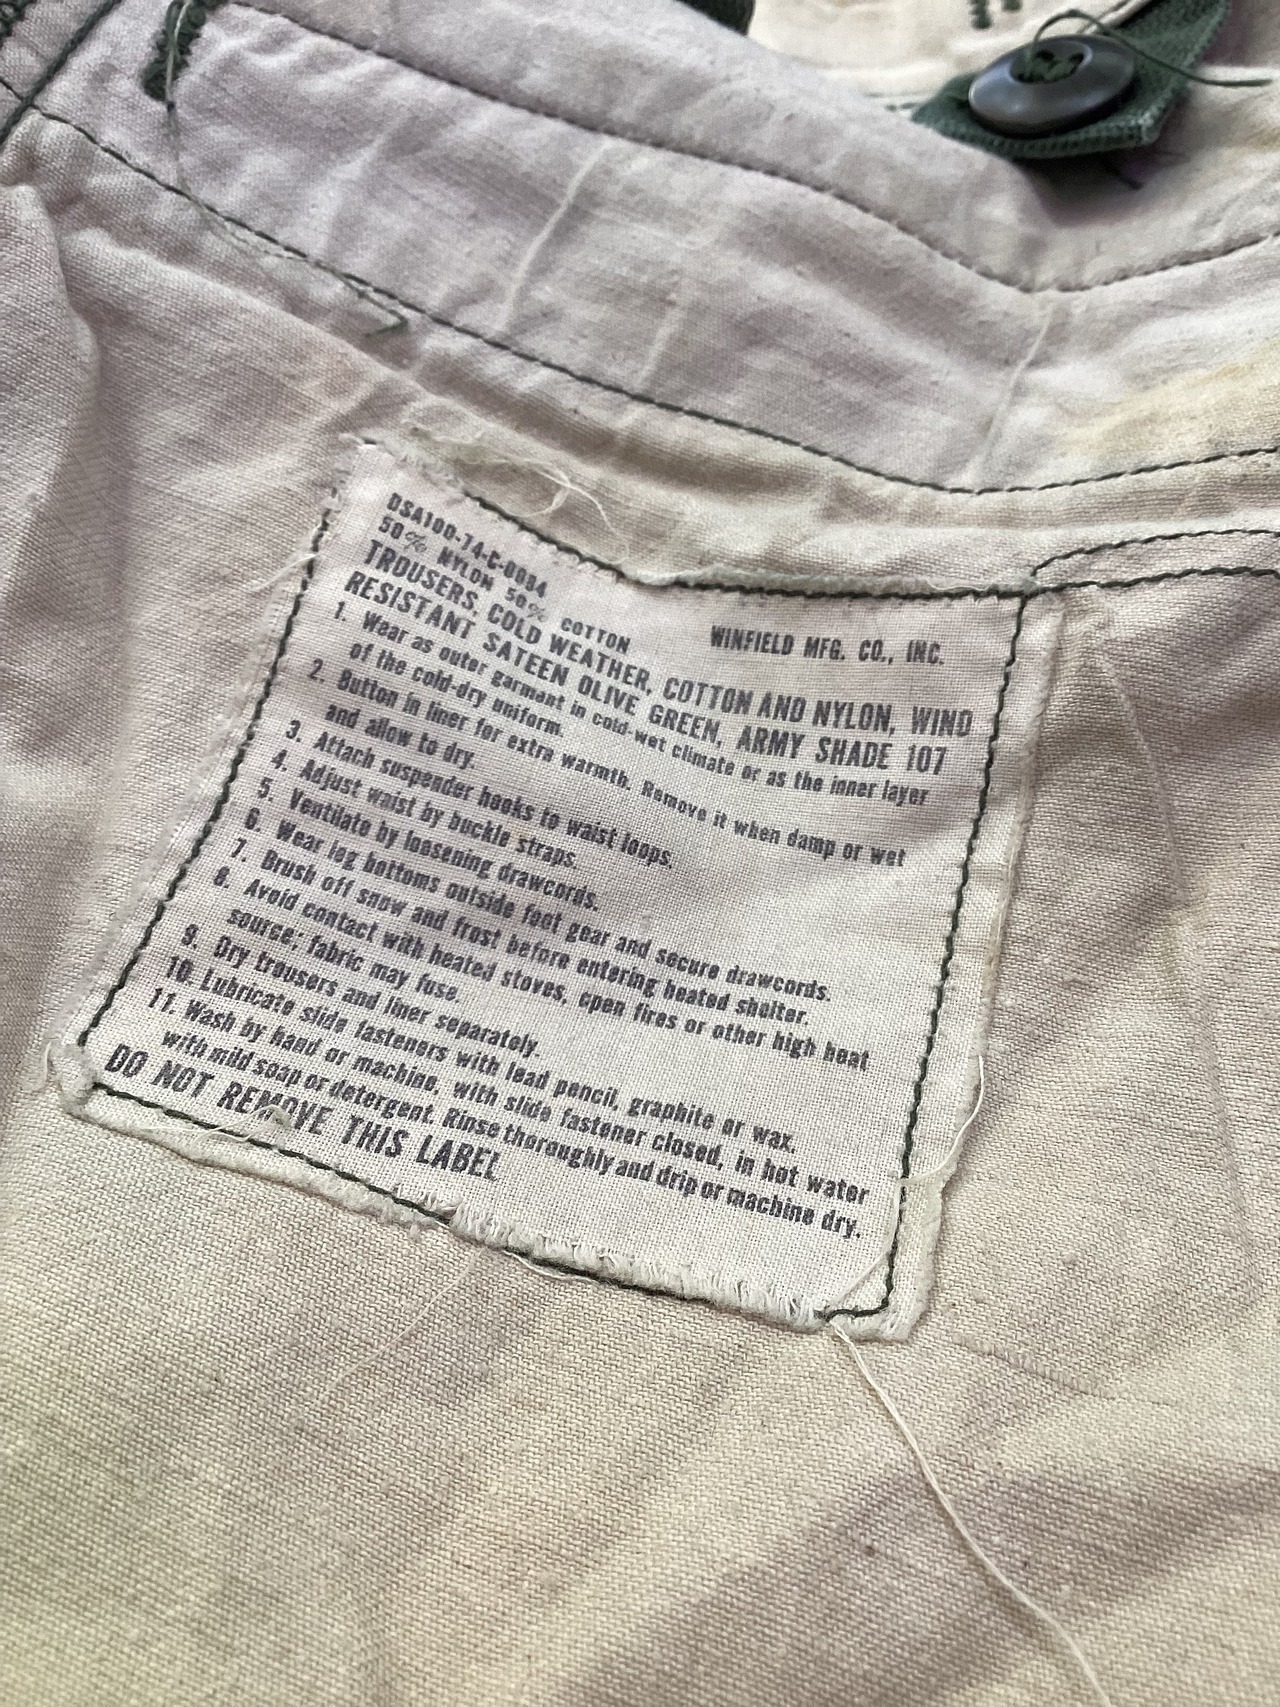 DSA100-74-C-0934
50% NYLON 50% COTTON WINFIELD MFG. CO., INC.
TROUSERS, COLD WEATHER, COTTON AND NYLON, WIND
RESISTANT SATEEN OLIVE GREEN, ARMY SHADE 107
1. Wear as outer garment in cold-wet climate or as the inner layer
of the cold-dry uniform.
2. Button in liner for extra warmth. Remove it when damp or wet
and allow to dry.
3. Attach suspender hooks to waist loops.
4. Adjust waist by buckle straps.
5. Ventilate by loosening drawcords.
6. Wear leg bottoms outside foot gear and secure drawcords.
7. Brush off snow and frost before entering heated shelter.
8. Avoid contact with heated stoves, open fires or other high heat
source; fabric may fuse.
9. Dry trousers and liner separately.
10. Lubricate slide fasteners with lead pencil, graphite or wax.
11. Wash by hand or machine, with slide fastener closed, in hot water
with mild soap or detergent. Rinse thoroughly and drip or machine dry.
DO NOT REMOVE THIS LABEL